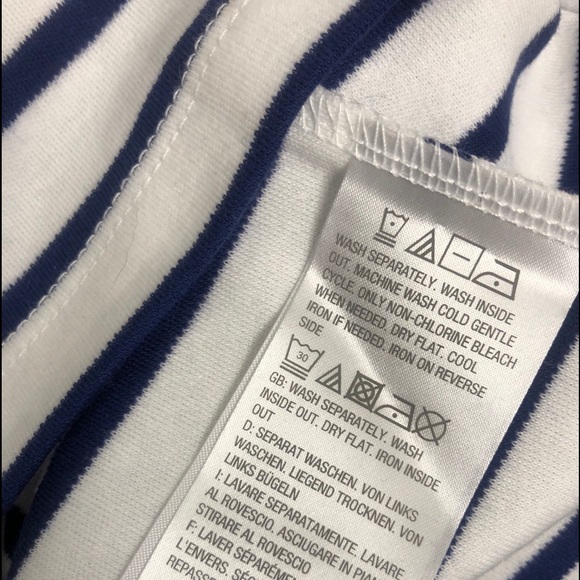 WASH SEPARATELY. WASH INSIDE
OUT. MACHINE WASH COLD GENTLE
CYCLE. ONLY NON-CHLORINE BLEACH
WHEN NEEDED. DRY FLAT. COOL
IRON IF NEEDED. IRON ON REVERSE
SIDE
30
GB: WASH SEPARATELY. WASH
INSIDE OUT. DRY FLAT. IRON INSIDE
OUT
D: SEPARAT WASCHEN. VON LINKS
WASCHEN. LIEGEND TROCKNEN. VON
LINKS BÜGELN
I: LAVARE SEPARATAMENTE. LAVARE
AL ROVESCIO. ASCIUGARE IN PIAN
STIRARE AL ROVESCIO
F: LAVER SÉPARÉMEN
L'ENVERS. SÉCH
REPASSE